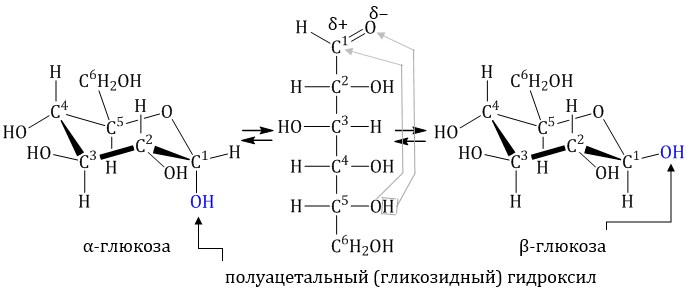 δ+ δ–
H O
C¹
H C⁶H₂OH H C²OH H C⁶H₂OH
H–C²–OH
C⁴ H O H C⁴ H O
HO C⁵ C² HO–C³–H HO C⁵ C² OH
HO C³ C¹ H HO C³ C¹
H OH H–C⁴–OH H OH H
H OH H–C⁵–OH H
C⁶H₂OH
α-глюкоза β-глюкоза
полуацетальный (гликозидный) гидроксил